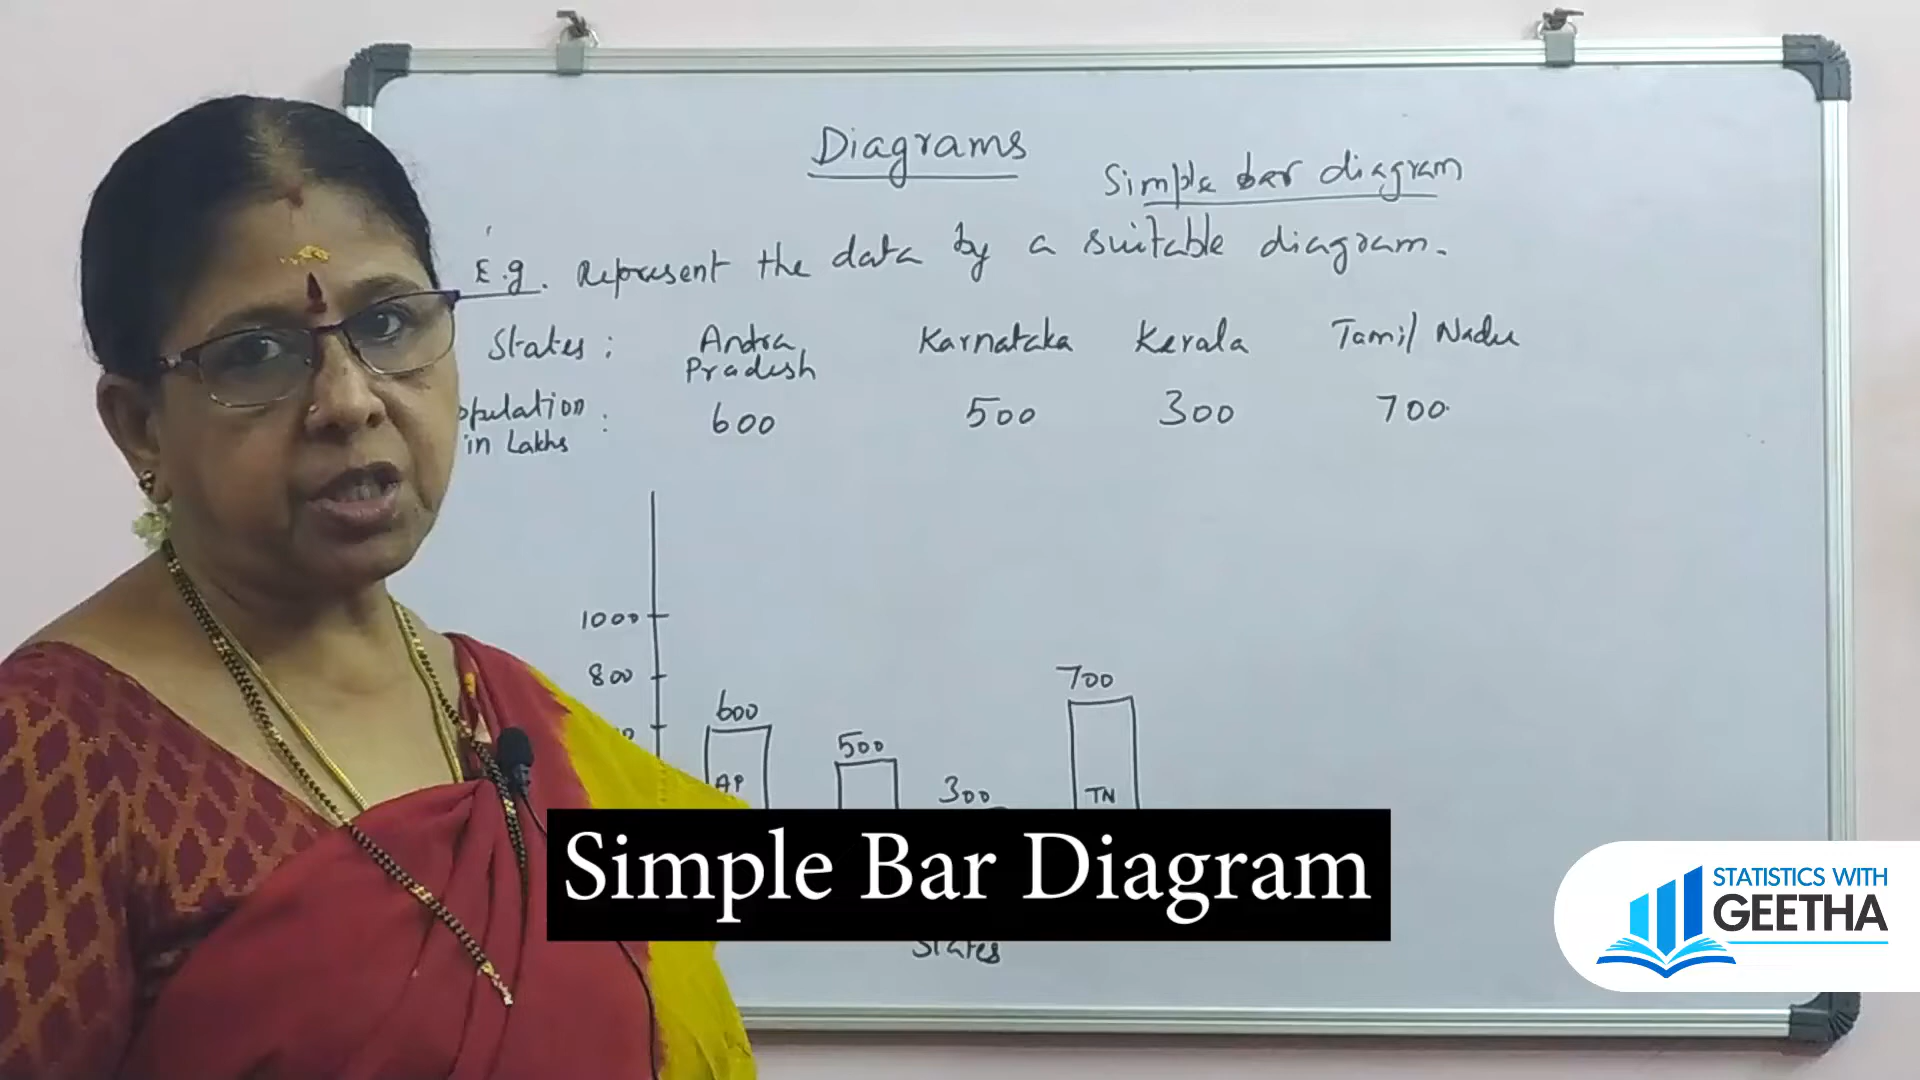 Diagrams
Simple bar diagram
E.g. Represent the data by a suitable diagram.
States : Andra Pradesh Karnataka Kerala Tamil Nadu
opulation in Lakhs : 600 500 300 700
1000
800
600
500
300
700
AP
TN
Simple Bar Diagram
States
STATISTICS WITH
GEETHA